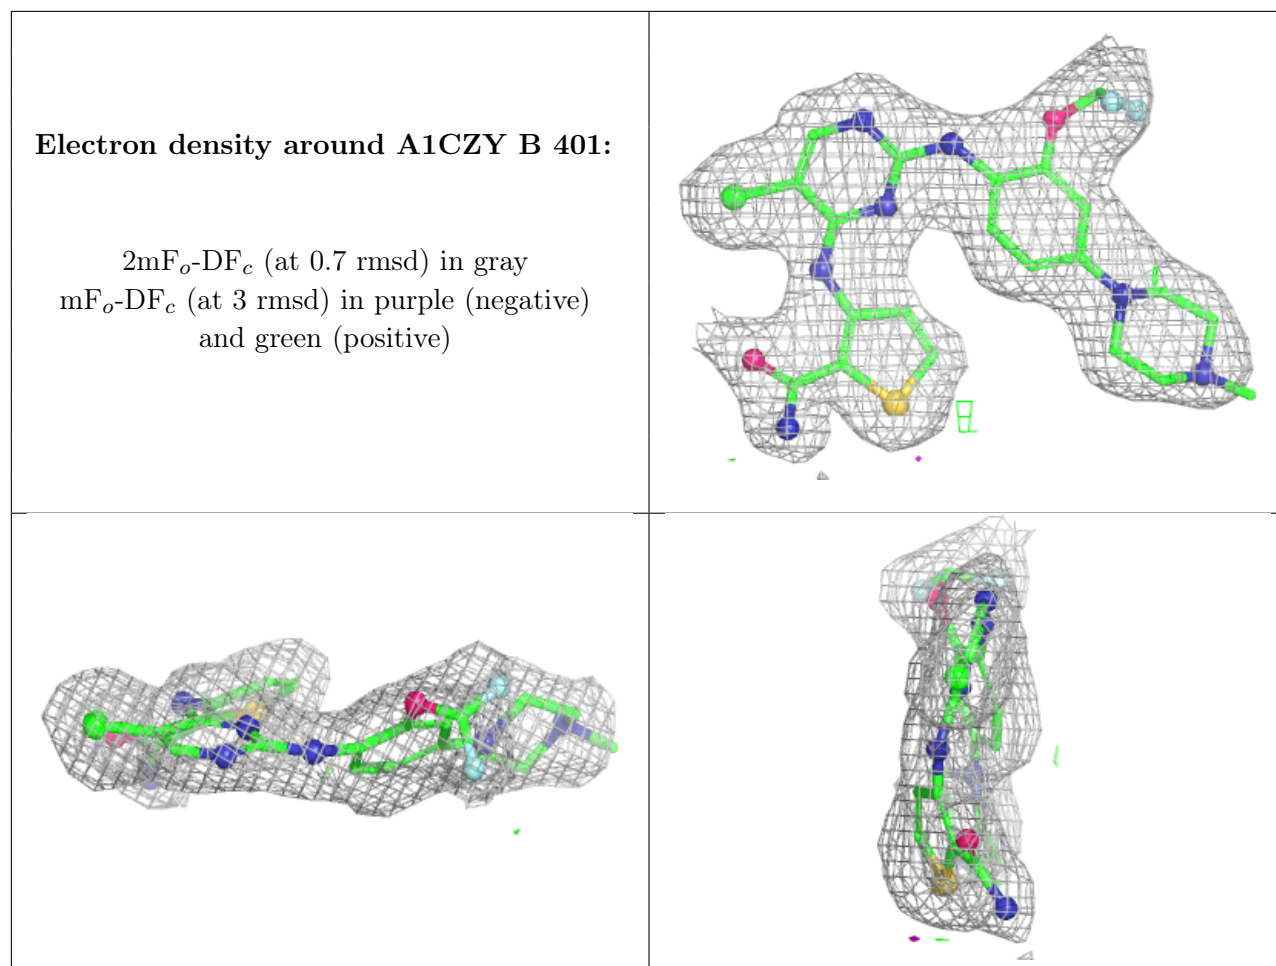 Electron density around A1CZY B 401:
2mFo-DFc (at 0.7 rmsd) in gray
mFo-DFc (at 3 rmsd) in purple (negative)
and green (positive)